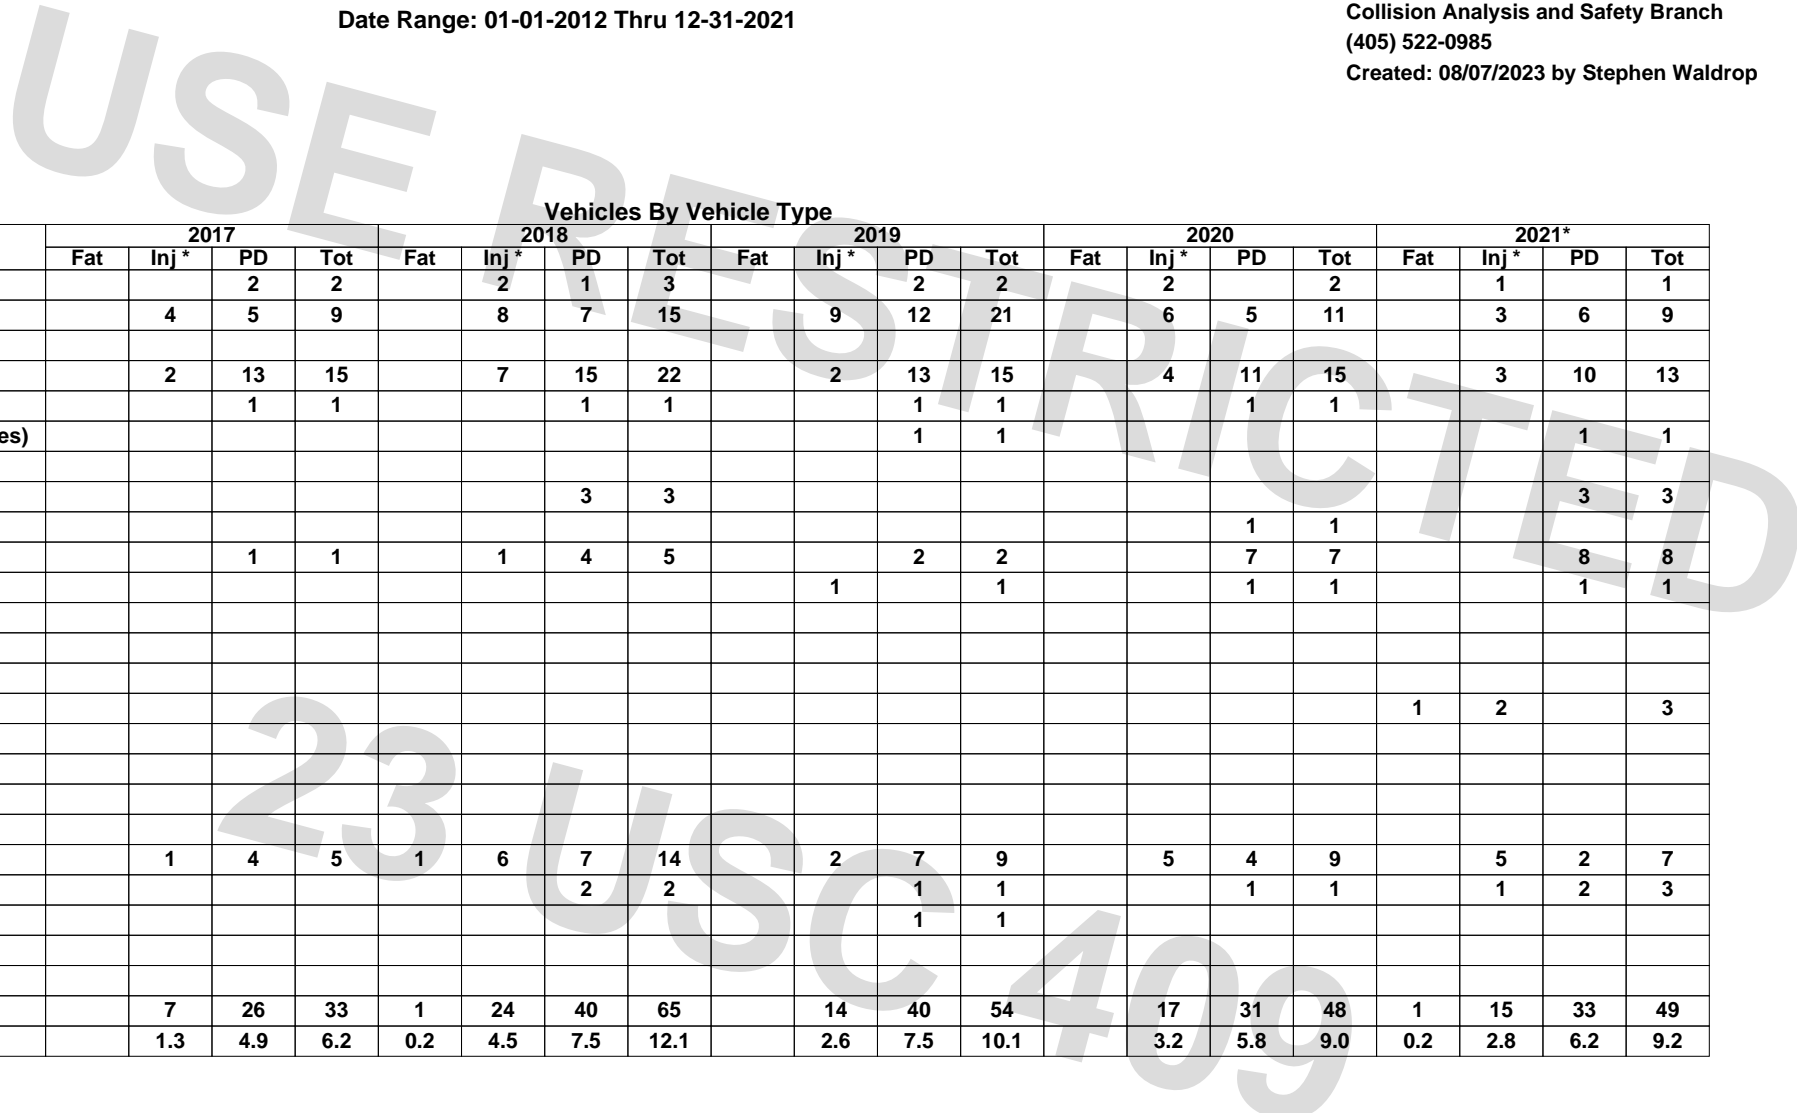 Date Range: 01-01-2012 Thru 12-31-2021
Collision Analysis and Safety Branch
(405) 522-0985
Created: 08/07/2023 by Stephen Waldrop
USE RESTRICTED
Vehicles By Vehicle Type
2017 2018 2019 2020 2021*
Fat Inj * PD Tot Fat Inj * PD Tot Fat Inj * PD Tot Fat Inj * PD Tot Fat Inj * PD Tot
2 2 2 1 3 2 2 2 2 1 1
4 5 9 8 7 15 9 12 21 6 5 11 3 6 9
2 13 15 7 15 22 2 13 15 4 11 15 3 10 13
1 1 1 1 1 1 1 1
es) 1 1 1 1
3 3 3 3
1 1
1 1 1 4 5 2 2 7 7 8 8
1 1 1 1 1 1
1 2 3
1 4 5 1 6 7 14 2 7 9 5 4 9 5 2 7
2 2 1 1 1 1 1 2 3
1 1
7 26 33 1 24 40 65 14 40 54 17 31 48 1 15 33 49
1.3 4.9 6.2 0.2 4.5 7.5 12.1 2.6 7.5 10.1 3.2 5.8 9.0 0.2 2.8 6.2 9.2
23 USC 409